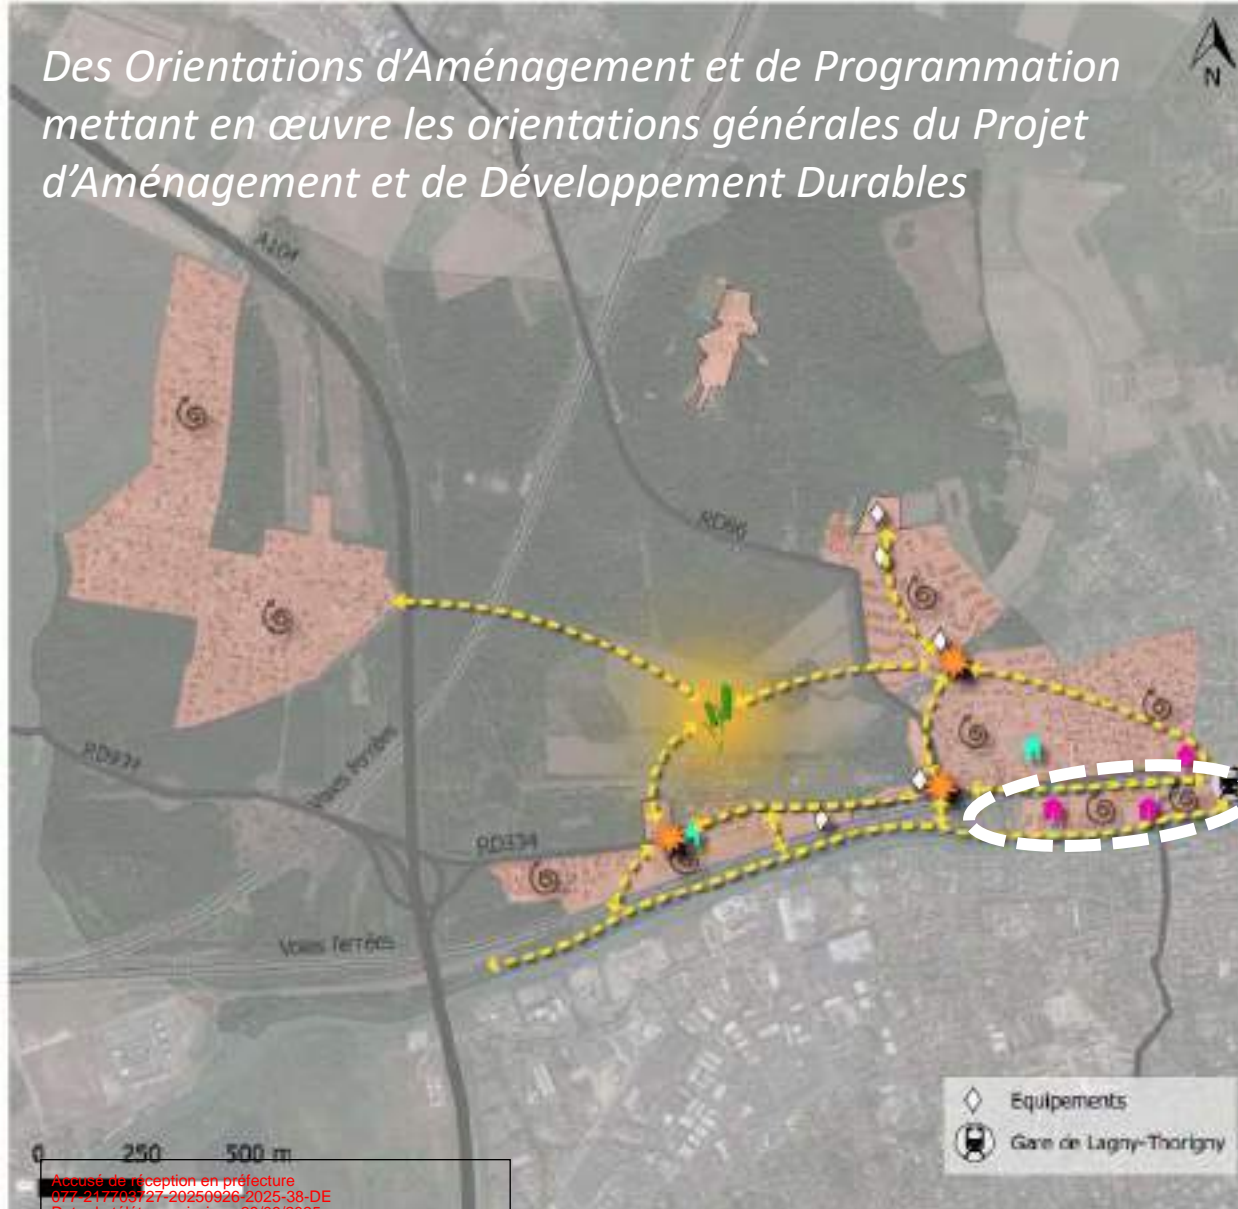 Des Orientations d’Aménagement et de Programmation
mettant en œuvre les orientations générales du Projet
d’Aménagement et de Développement Durables
N
A104
RD86
RD934
Voies ferrées
RD334
Voies ferrées
Equipements
Gare de Lagny-Thorigny
0 250 500 m
Accusé de réception en préfecture
077-217703727-20250926-2025-38-DE